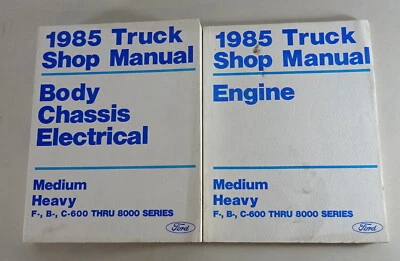 1985 Truck
Shop Manual
Body
Chassis
Electrical
Medium
Heavy
F-, B-, C-600 THRU 8000 SERIES
Ford
1985 Truck
Shop Manual
Engine
Medium
Heavy
F-, B-, C-600 THRU 8000 SERIES
Ford